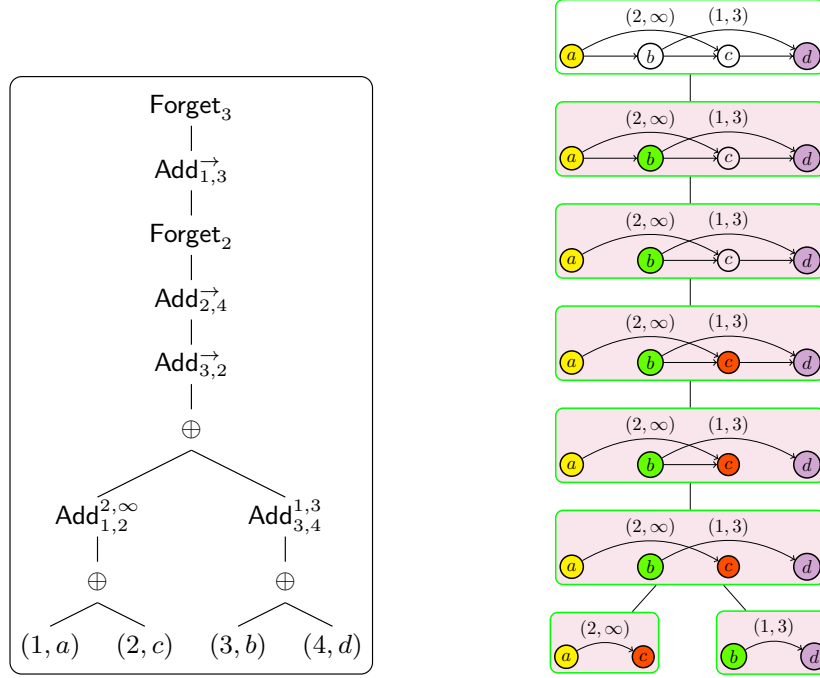 Forget₃
Add→1,3
Forget₂
Add→2,4
Add→3,2
⊕
Add2,∞1,2 Add1,33,4
⊕ ⊕
(1, a) (2, c) (3, b) (4, d)
(2, ∞) (1, 3)
a b c d
(2, ∞) (1, 3)
a b c d
(2, ∞) (1, 3)
a b c d
(2, ∞) (1, 3)
a b c d
(2, ∞) (1, 3)
a b c d
(2, ∞) (1, 3)
a b c d
(2, ∞) (1, 3)
a c b d